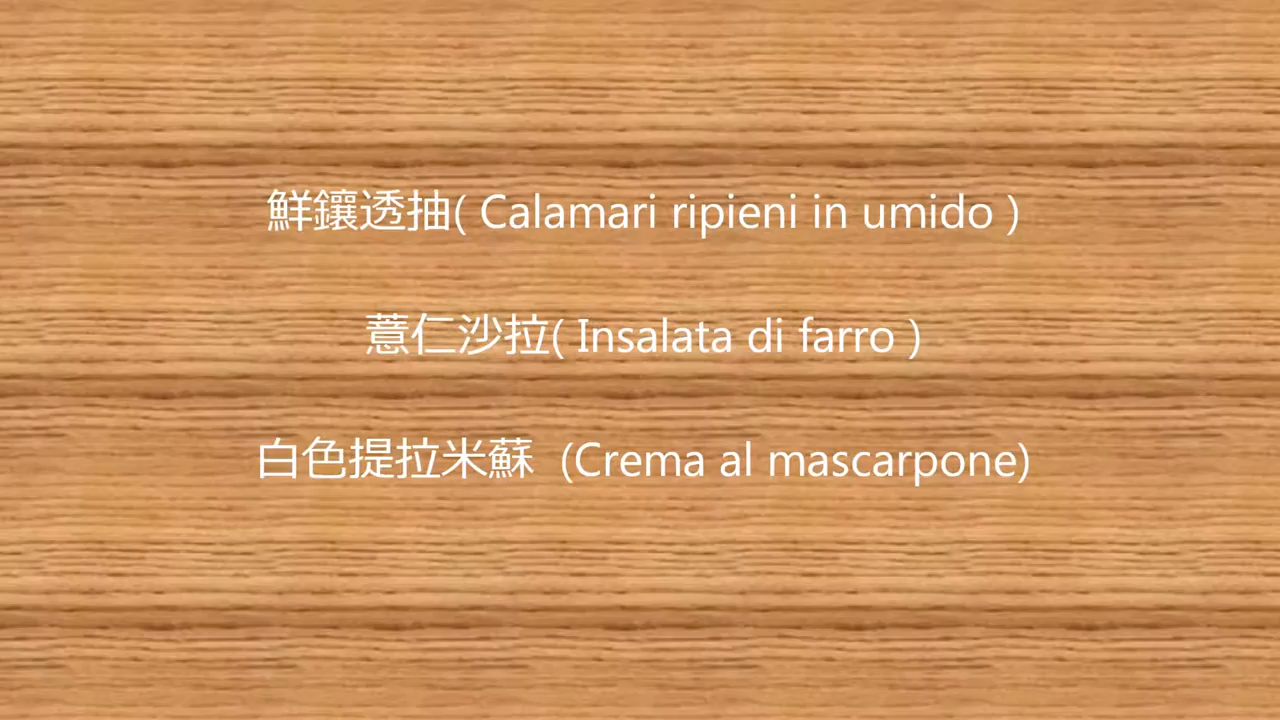 鮮鑲透抽( Calamari ripieni in umido )
薏仁沙拉( Insalata di farro )
白色提拉米蘇  (Crema al mascarpone)